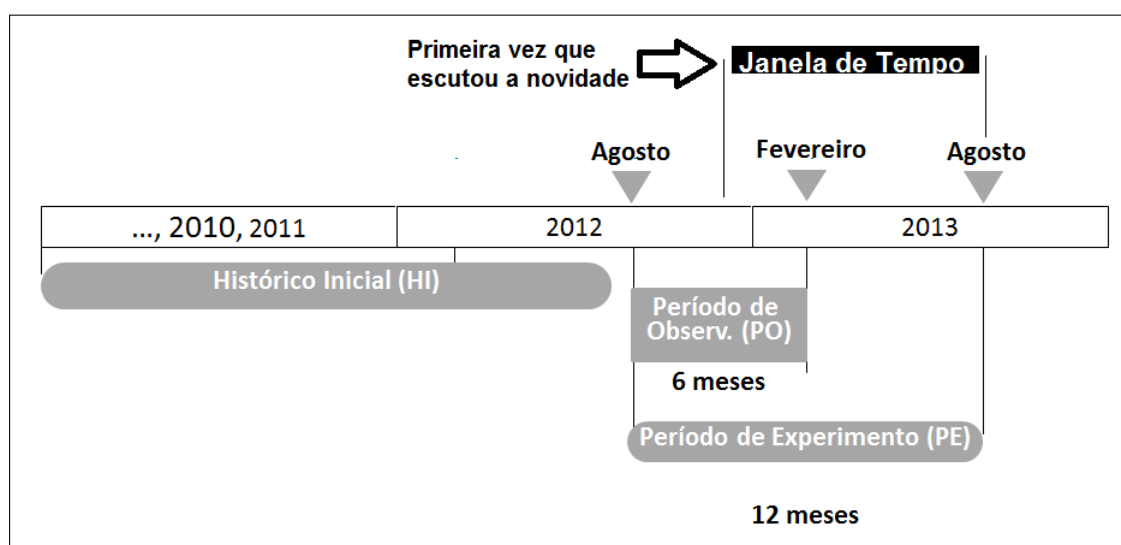 Primeira vez que
escutou a novidade
Janela de Tempo
Agosto
Fevereiro
Agosto
..., 2010, 2011
2012
2013
Histórico Inicial (HI)
Período de
Observ. (PO)
6 meses
Período de Experimento (PE)
12 meses